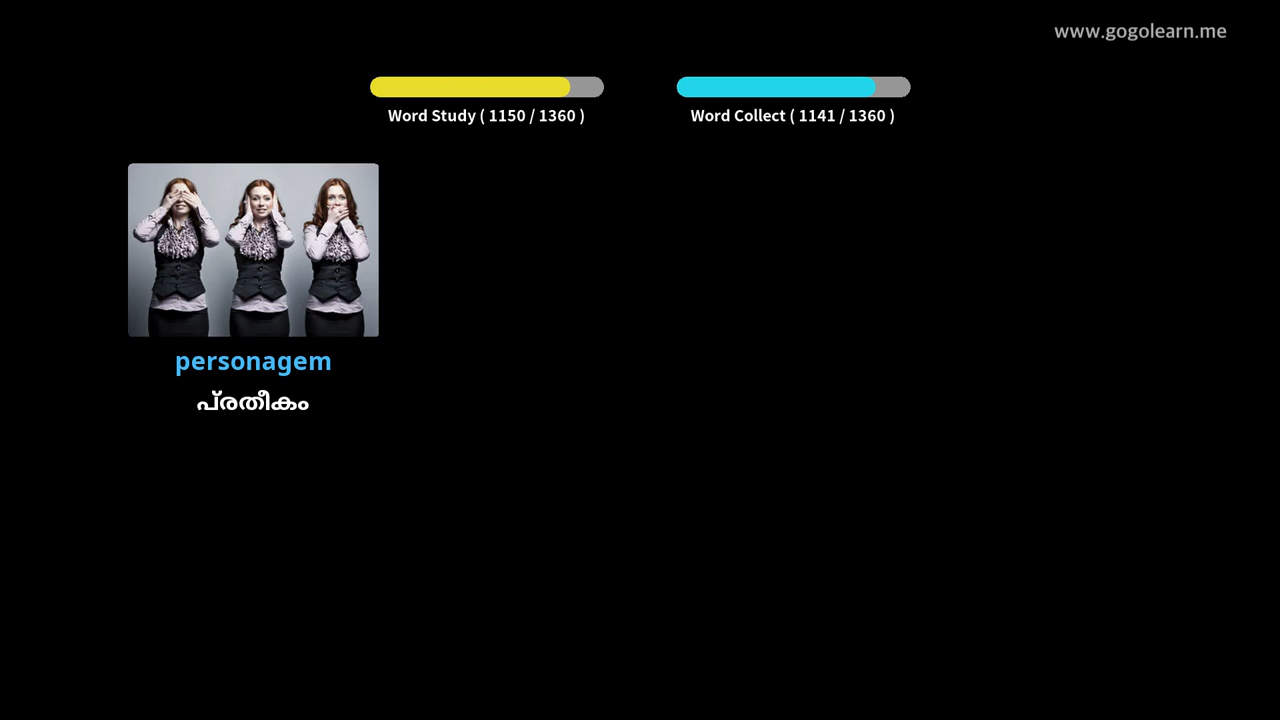 www.gogolearn.me
Word Study ( 1150 / 1360 )
Word Collect ( 1141 / 1360 )
personagem
പ്രതീകം